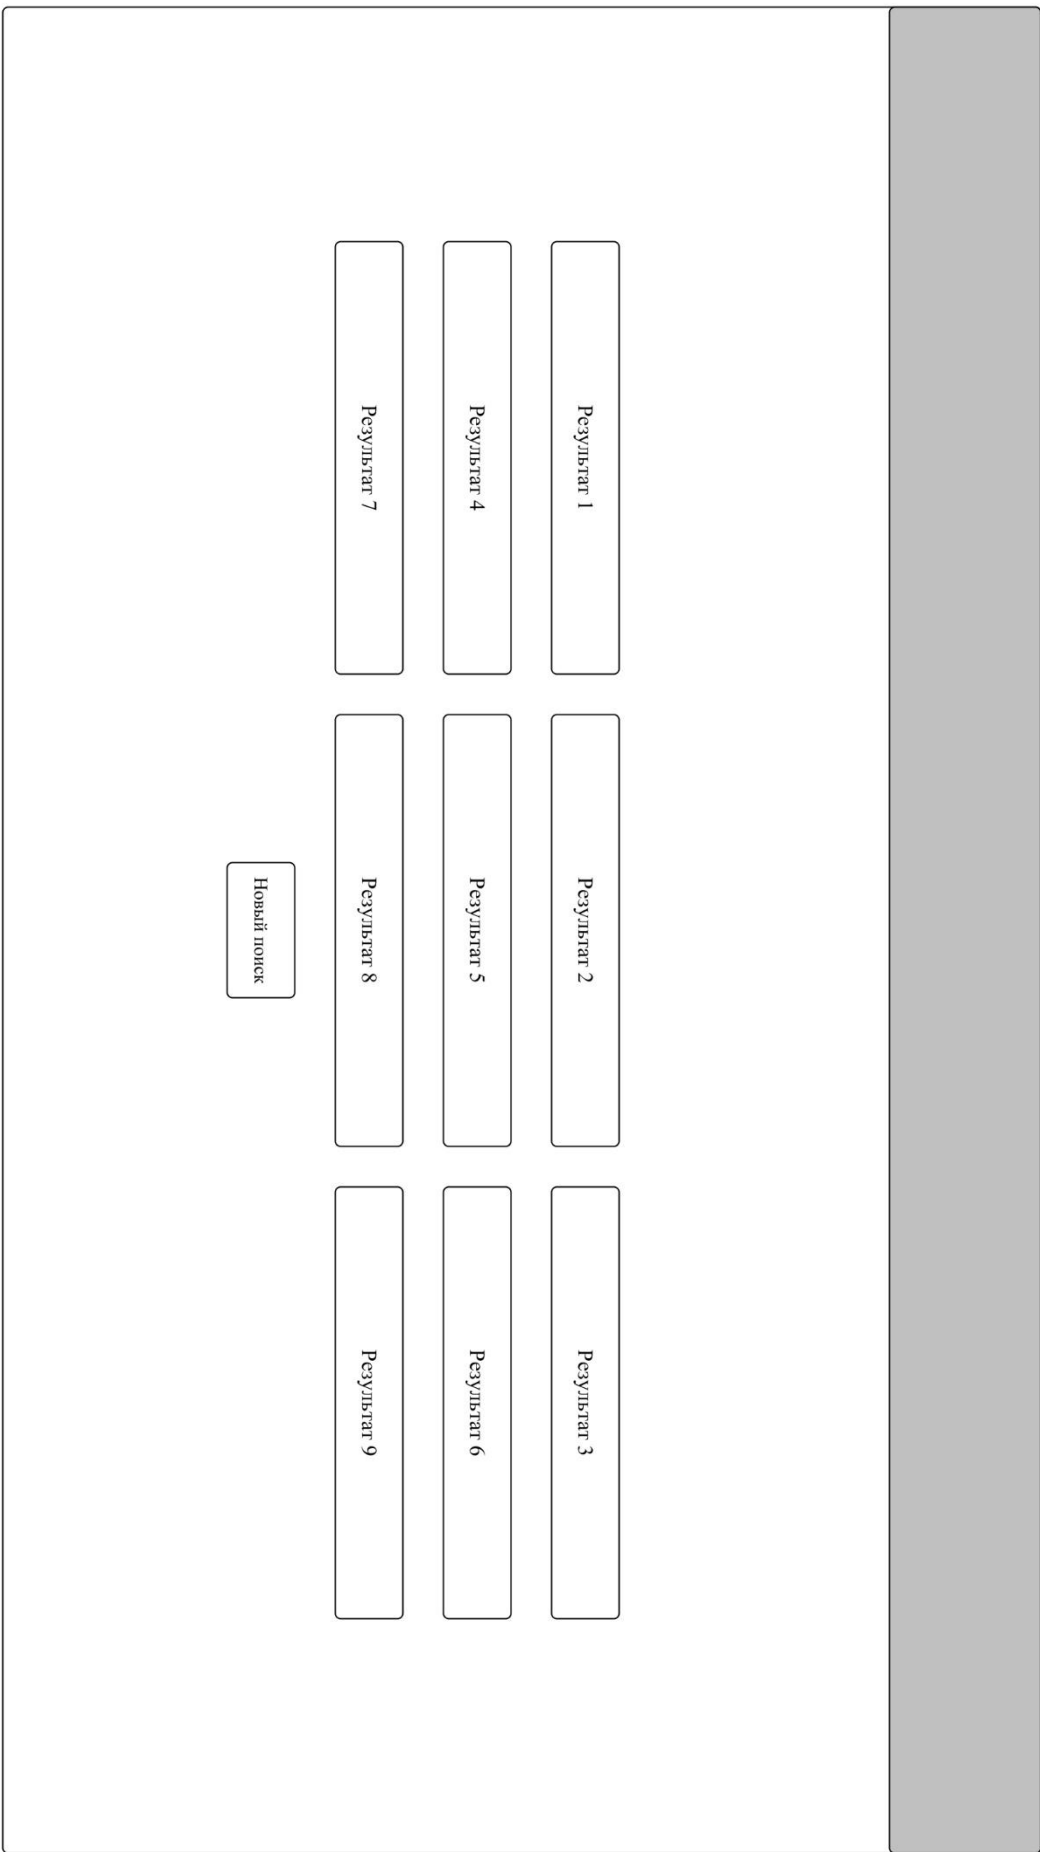 Результат 1
Результат 2
Результат 3
Результат 4
Результат 5
Результат 6
Результат 7
Результат 8
Результат 9
Новый поиск